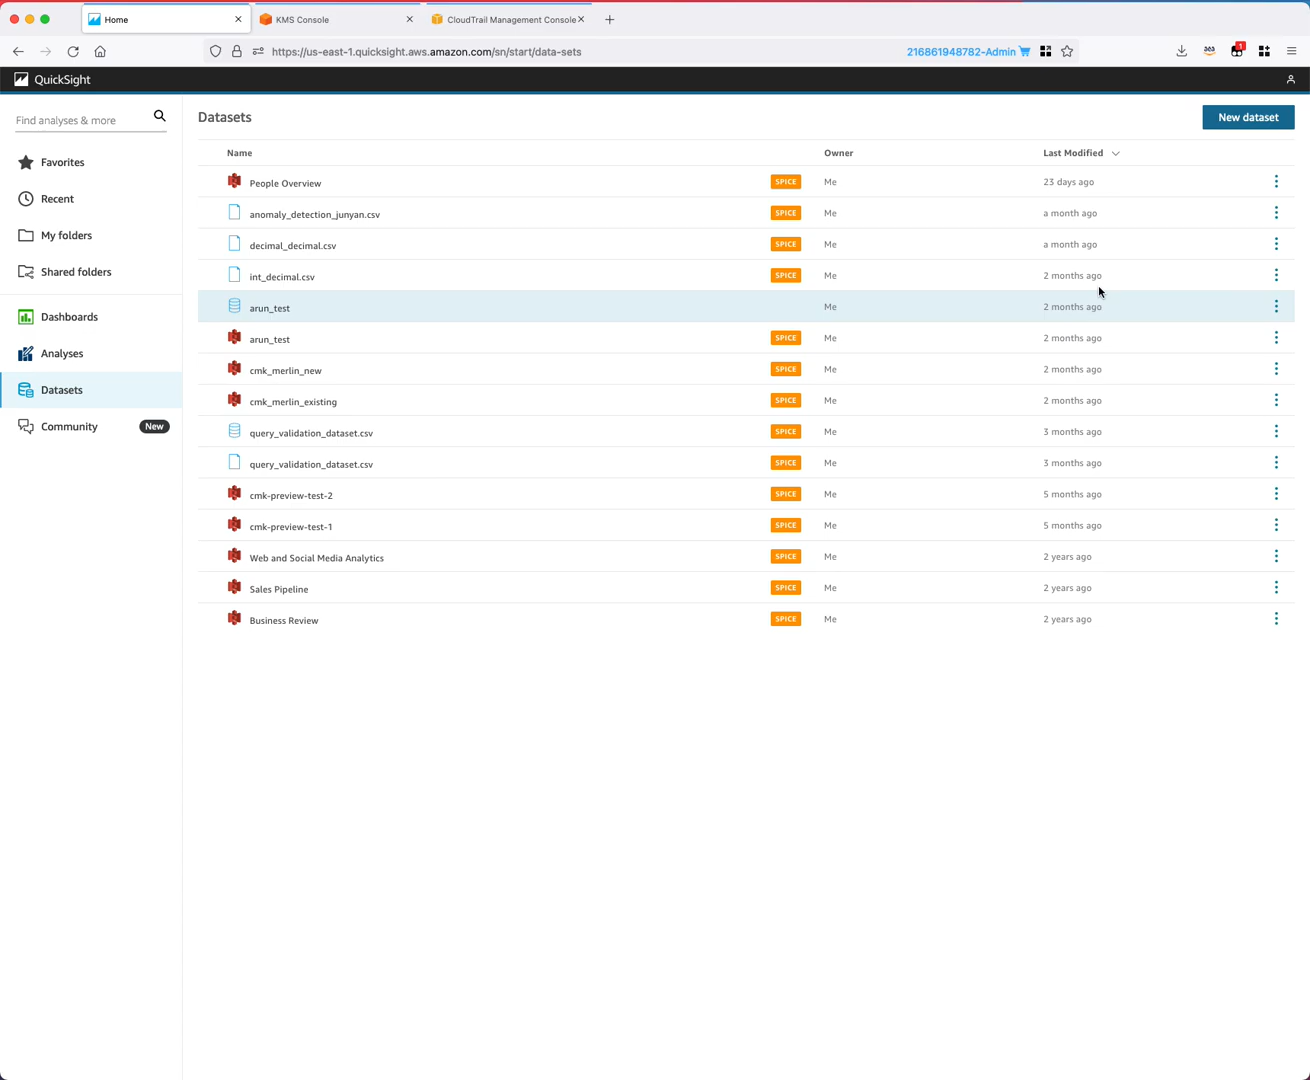 Home
KMS Console
CloudTrail Management Console
https://us-east-1.quicksight.aws.amazon.com/sn/start/data-sets
216861948782-Admin
1
QuickSight
Find analyses & more
Favorites
Recent
My folders
Shared folders
Dashboards
Analyses
Datasets
Community New
Datasets
New dataset
Name Owner Last Modified
People Overview SPICE Me 23 days ago
anomaly_detection_junyan.csv SPICE Me a month ago
decimal_decimal.csv SPICE Me a month ago
int_decimal.csv SPICE Me 2 months ago
arun_test Me 2 months ago
arun_test SPICE Me 2 months ago
cmk_merlin_new SPICE Me 2 months ago
cmk_merlin_existing SPICE Me 2 months ago
query_validation_dataset.csv SPICE Me 3 months ago
query_validation_dataset.csv SPICE Me 3 months ago
cmk-preview-test-2 SPICE Me 5 months ago
cmk-preview-test-1 SPICE Me 5 months ago
Web and Social Media Analytics SPICE Me 2 years ago
Sales Pipeline SPICE Me 2 years ago
Business Review SPICE Me 2 years ago